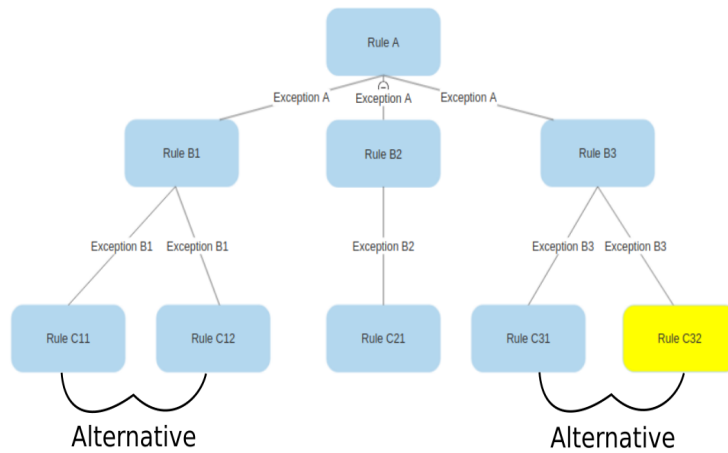 Rule A
Exception A
Exception A
Exception A
Rule B1
Rule B2
Rule B3
Exception B1
Exception B1
Exception B2
Exception B3
Exception B3
Rule C11
Rule C12
Rule C21
Rule C31
Rule C32
Alternative
Alternative